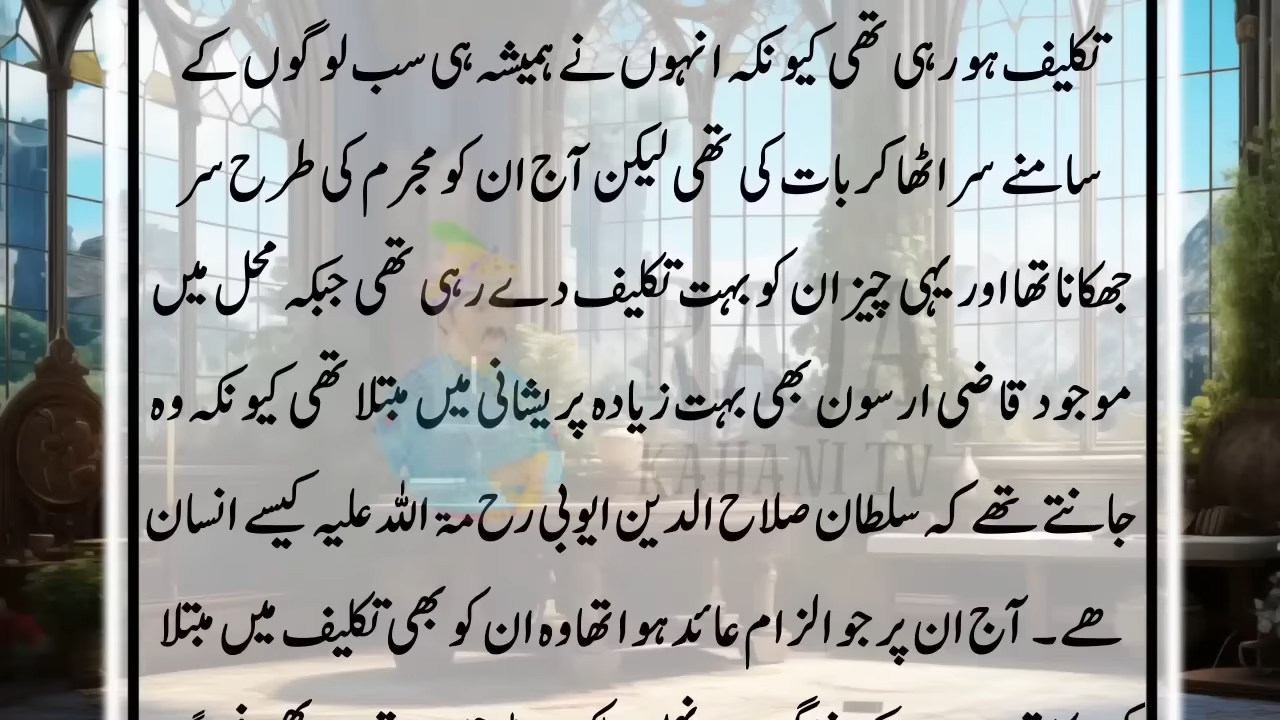 تکلیف ہو رہی تھی کیونکہ انہوں نے ہمیشہ ہی سب لوگوں کے
سامنے سر اٹھا کر بات کی تھی لیکن آج ان کو مجرم کی طرح سر
جھکانا تھا اور یہی چیز ان کو بہت تکلیف دے رہی تھی جبکہ محل میں
موجود قاضی ارسون بھی بہت زیادہ پریشانی میں مبتلا تھی کیونکہ وہ
جانتے تھے کہ سلطان صلاح الدین ایوبی رحمۃ اللہ علیہ کیسے انسان
ھے۔ آج ان پر جو الزام عائد ہوا تھا وہ ان کو بھی تکلیف میں مبتلا
RAJA
KAHANI TV